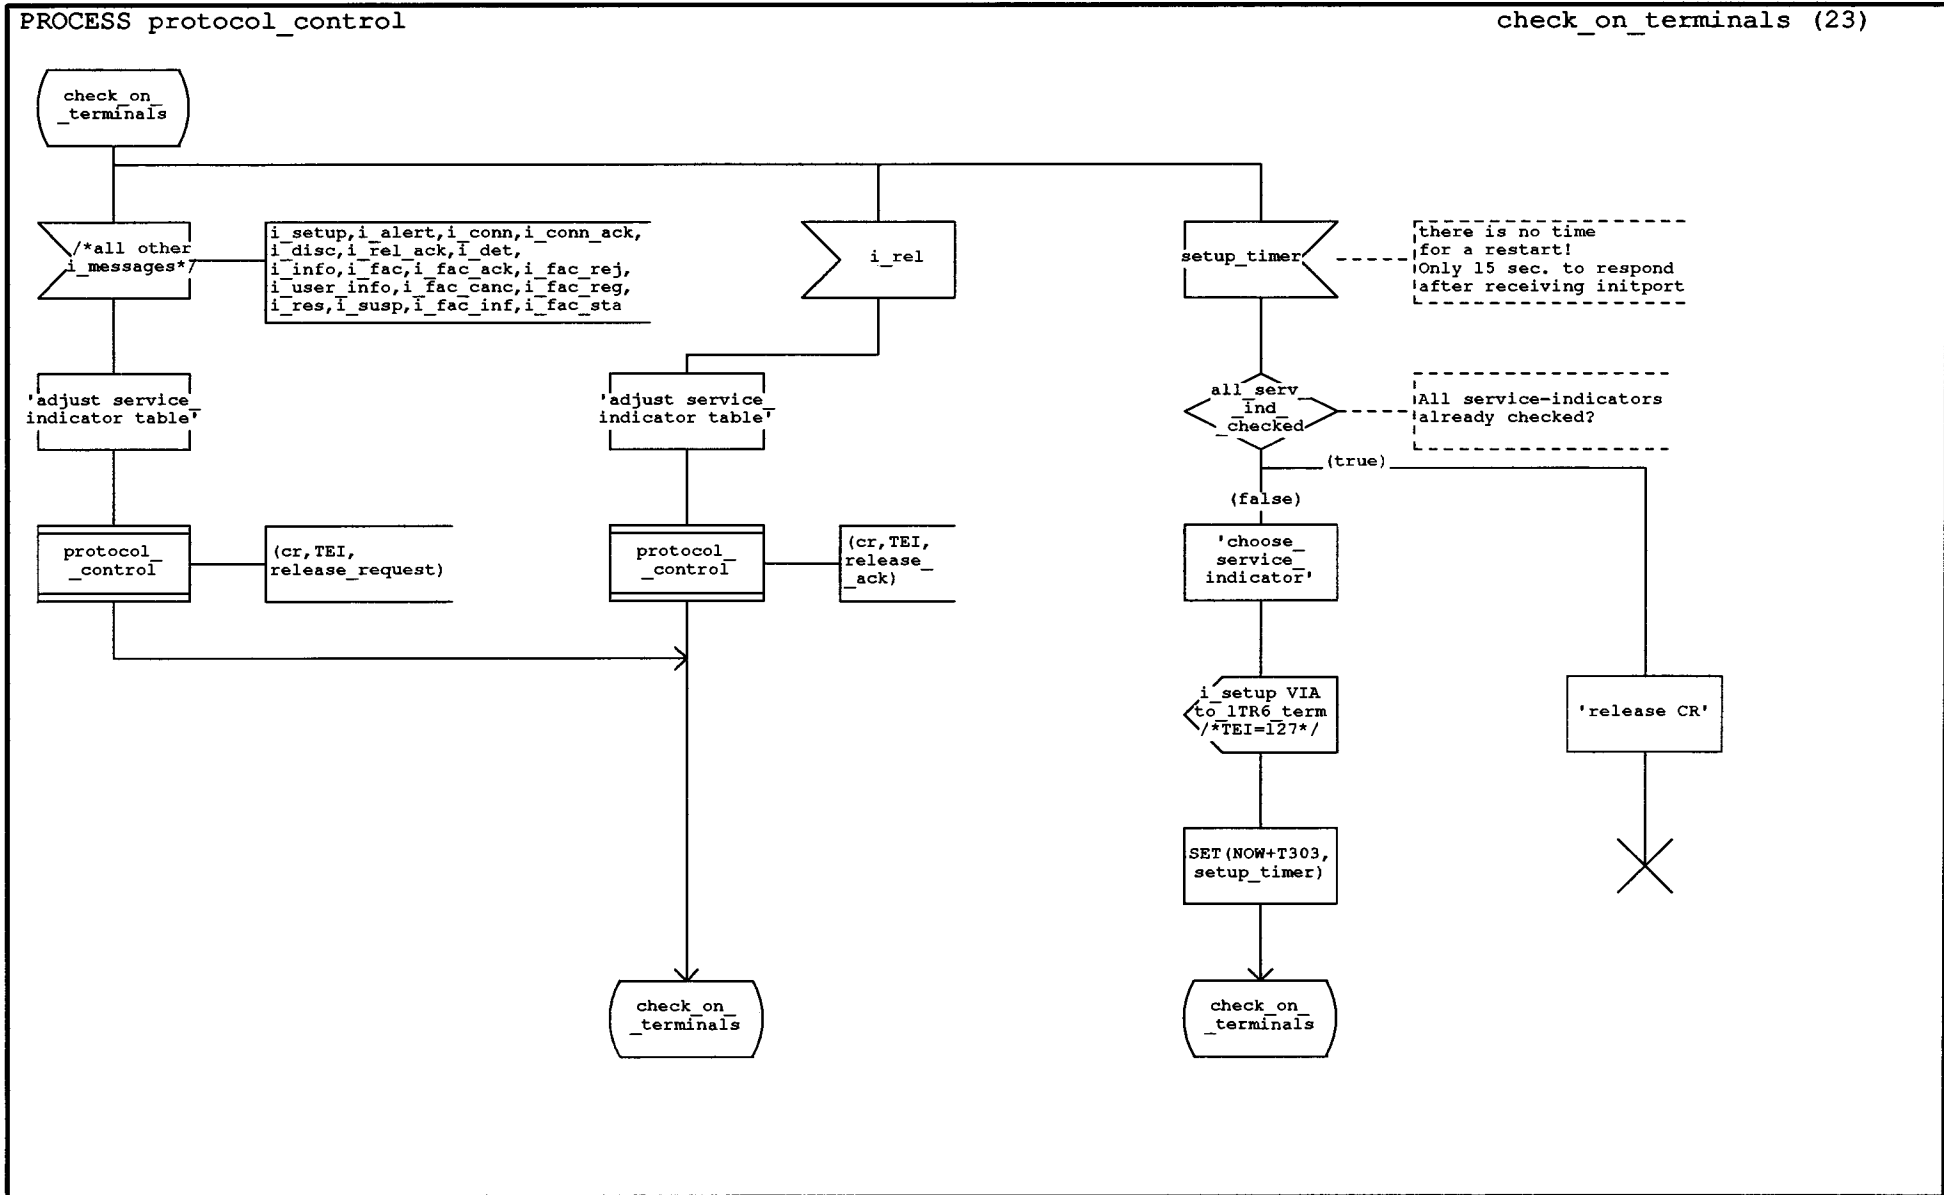 PROCESS protocol_control
check_on_terminals (23)
check_on_
_terminals
/*all other
i_messages*/
i_setup,i_alert,i_conn,i_conn_ack,
i_disc,i_rel_ack,i_det,
i_info,i_fac,i_fac_ack,i_fac_rej,
i_user_info,i_fac_canc,i_fac_reg,
i_res,i_susp,i_fac_inf,i_fac_sta
i_rel
setup_timer
there is no time
for a restart!
Only 15 sec. to respond
after receiving initport
'adjust service_
indicator table'
'adjust service_
indicator table'
all_serv
_ind_
_checked
All service-indicators
already checked?
(true)
(false)
protocol_
_control
(cr,TEI,
release_request)
protocol_
_control
(cr,TEI,
release_
_ack)
'choose_
service_
indicator'
i_setup VIA
to_1TR6_term
/*TEI=127*/
'release CR'
SET(NOW+T303,
setup_timer)
check_on_
_terminals
check_on_
_terminals